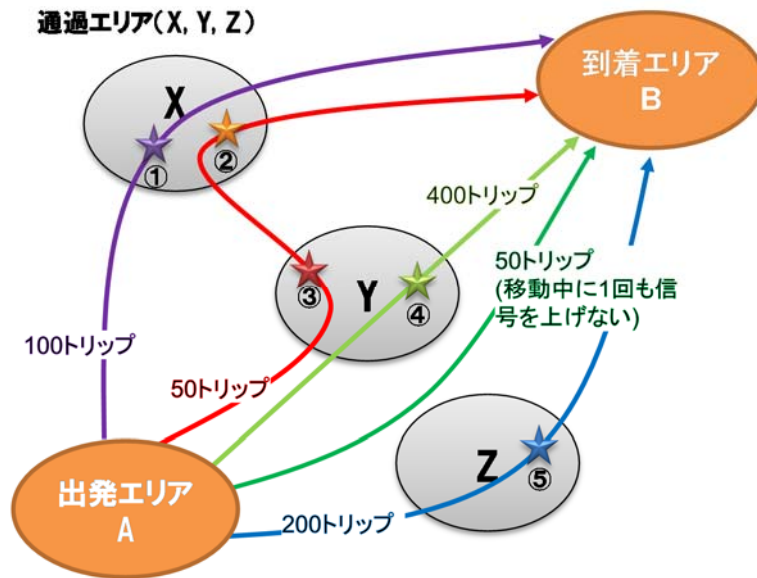 通過エリア(X, Y, Z)
到着エリア
B
X
①
②
400トリップ
50トリップ
(移動中に1回も信
号を上げない)
③
Y
④
100トリップ
50トリップ
Z
⑤
出発エリア
A
200トリップ